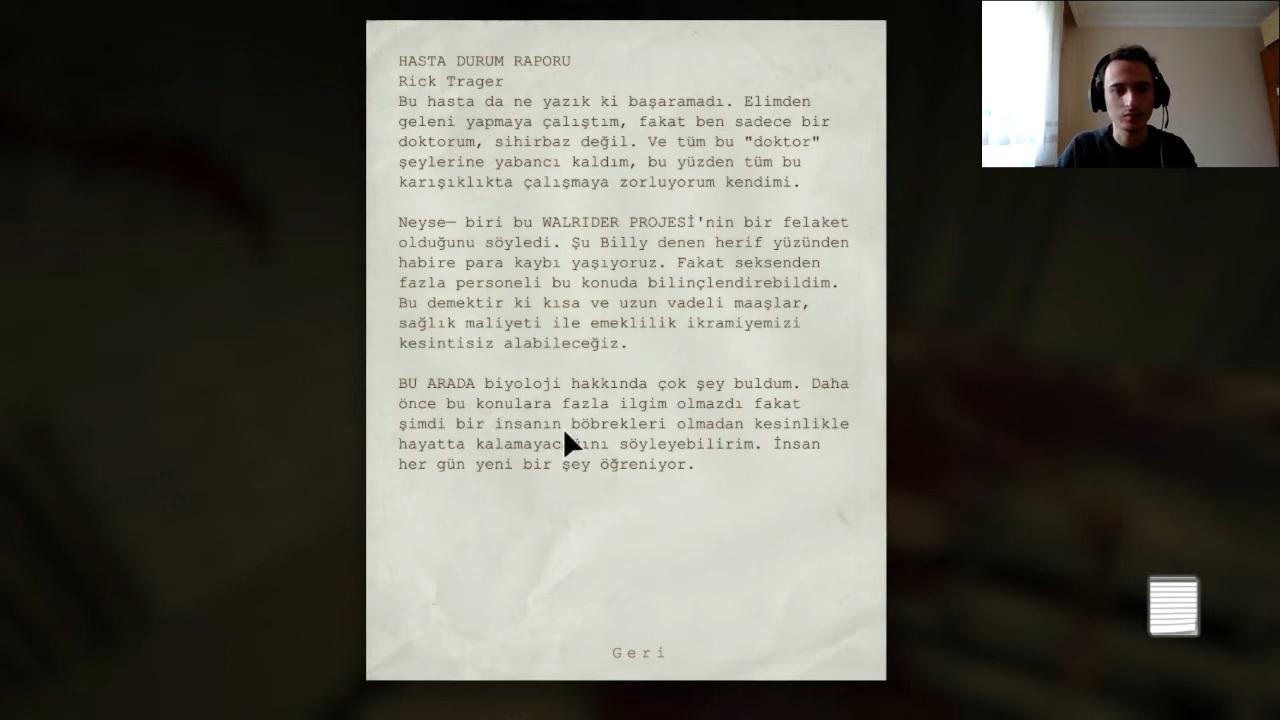 HASTA DURUM RAPORU
Rick Trager
Bu hasta da ne yazık ki başaramadı. Elimden
geleni yapmaya çalıştım, fakat ben sadece bir
doktorum, sihirbaz değil. Ve tüm bu "doktor"
şeylerine yabancı kaldım, bu yüzden tüm bu
karışıklıkta çalışmaya zorluyorum kendimi.
Neyse— biri bu WALRIDER PROJESİ'nin bir felaket
olduğunu söyledi. Şu Billy denen herif yüzünden
habire para kaybı yaşıyoruz. Fakat seksenden
fazla personeli bu konuda bilinçlendirebildim.
Bu demektir ki kısa ve uzun vadeli maaşlar,
sağlık maliyeti ile emeklilik ikramiyemizi
kesintisiz alabileceğiz.
BU ARADA biyoloji hakkında çok şey buldum. Daha
önce bu konulara fazla ilgim olmazdı fakat
şimdi bir insanın böbrekleri olmadan kesinlikle
hayatta söyleyebilirim. İnsan
her gün yeni bir şey öğreniyor.
Geri